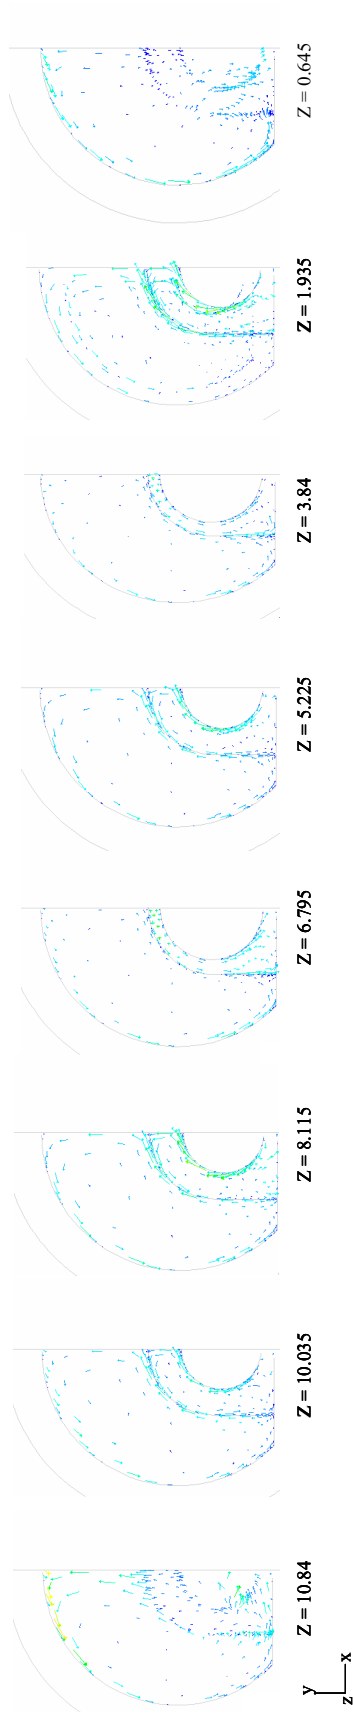 Z = 0.645
Z = 1.935
Z = 3.84
Z = 5.225
Z = 6.795
Z = 8.115
Z = 10.035
Z = 10.84
y
z x